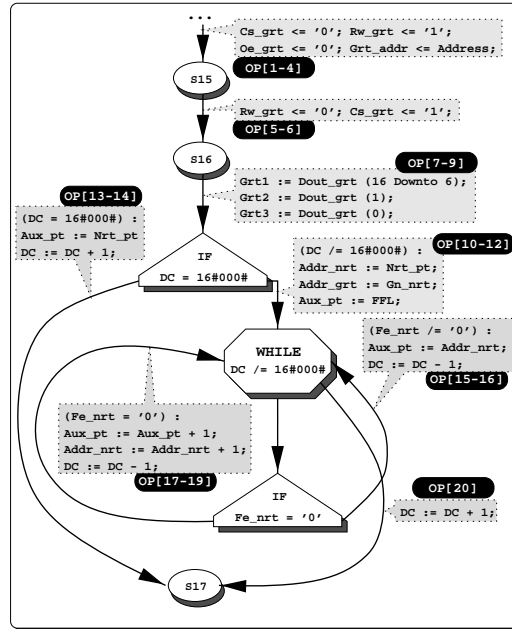 ...
Cs_grt <= '0'; Rw_grt <= '1';
Oe_grt <= '0'; Grt_addr <= Address;
OP[1-4]
S15
Rw_grt <= '0'; Cs_grt <= '1';
OP[5-6]
S16
OP[7-9]
Grt1 := Dout_grt (16 Downto 6);
Grt2 := Dout_grt (1);
Grt3 := Dout_grt (0);
OP[13-14]
(DC = 16#000#) :
Aux_pt := Nrt_pt
DC := DC + 1;
IF
DC = 16#000#
OP[10-12]
(DC /= 16#000#) :
Addr_nrt := Nrt_pt;
Addr_grt := Gn_nrt;
Aux_pt := FFL;
WHILE
DC /= 16#000#
(Fe_nrt /= '0') :
Aux_pt := Addr_nrt;
DC := DC - 1;
OP[15-16]
(Fe_nrt = '0') :
Aux_pt := Aux_pt + 1;
Addr_nrt := Addr_nrt + 1;
DC := DC - 1;
OP[17-19]
IF
Fe_nrt = '0'
OP[20]
DC := DC + 1;
S17